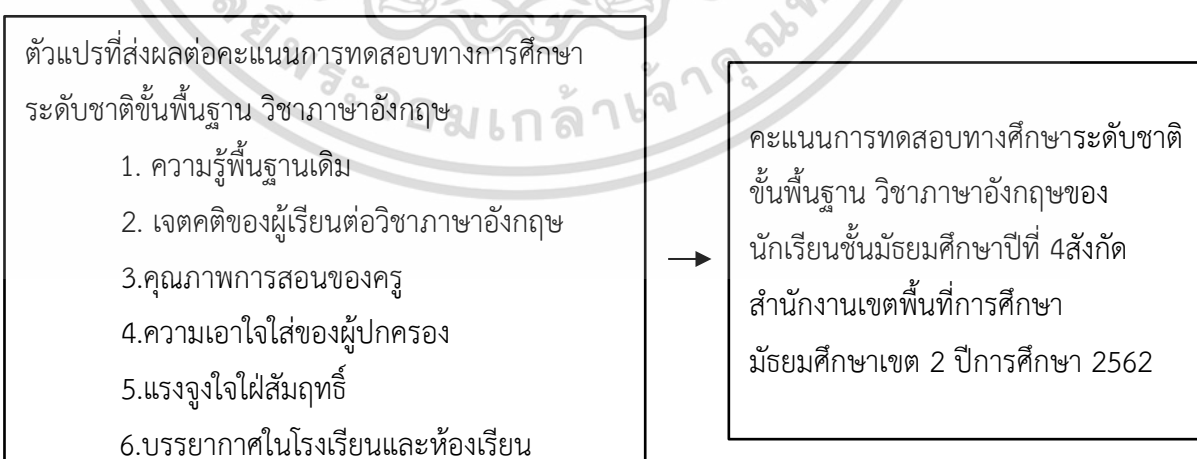 ตัวแปรที่ส่งผลต่อคะแนนการทดสอบทางการศึกษา
ระดับชาติขั้นพื้นฐาน วิชาภาษาอังกฤษ
1. ความรู้พื้นฐานเดิม
2. เจตคติของผู้เรียนต่อวิชาภาษาอังกฤษ
3.คุณภาพการสอนของครู
4.ความเอาใจใส่ของผู้ปกครอง
5.แรงจูงใจใฝ่สัมฤทธิ์
6.บรรยากาศในโรงเรียนและห้องเรียน
คะแนนการทดสอบทางศึกษาระดับชาติ
ขั้นพื้นฐาน วิชาภาษาอังกฤษของ
นักเรียนชั้นมัธยมศึกษาปีที่ 4สังกัด
สำนักงานเขตพื้นที่การศึกษา
มัธยมศึกษาเขต 2 ปีการศึกษา 2562